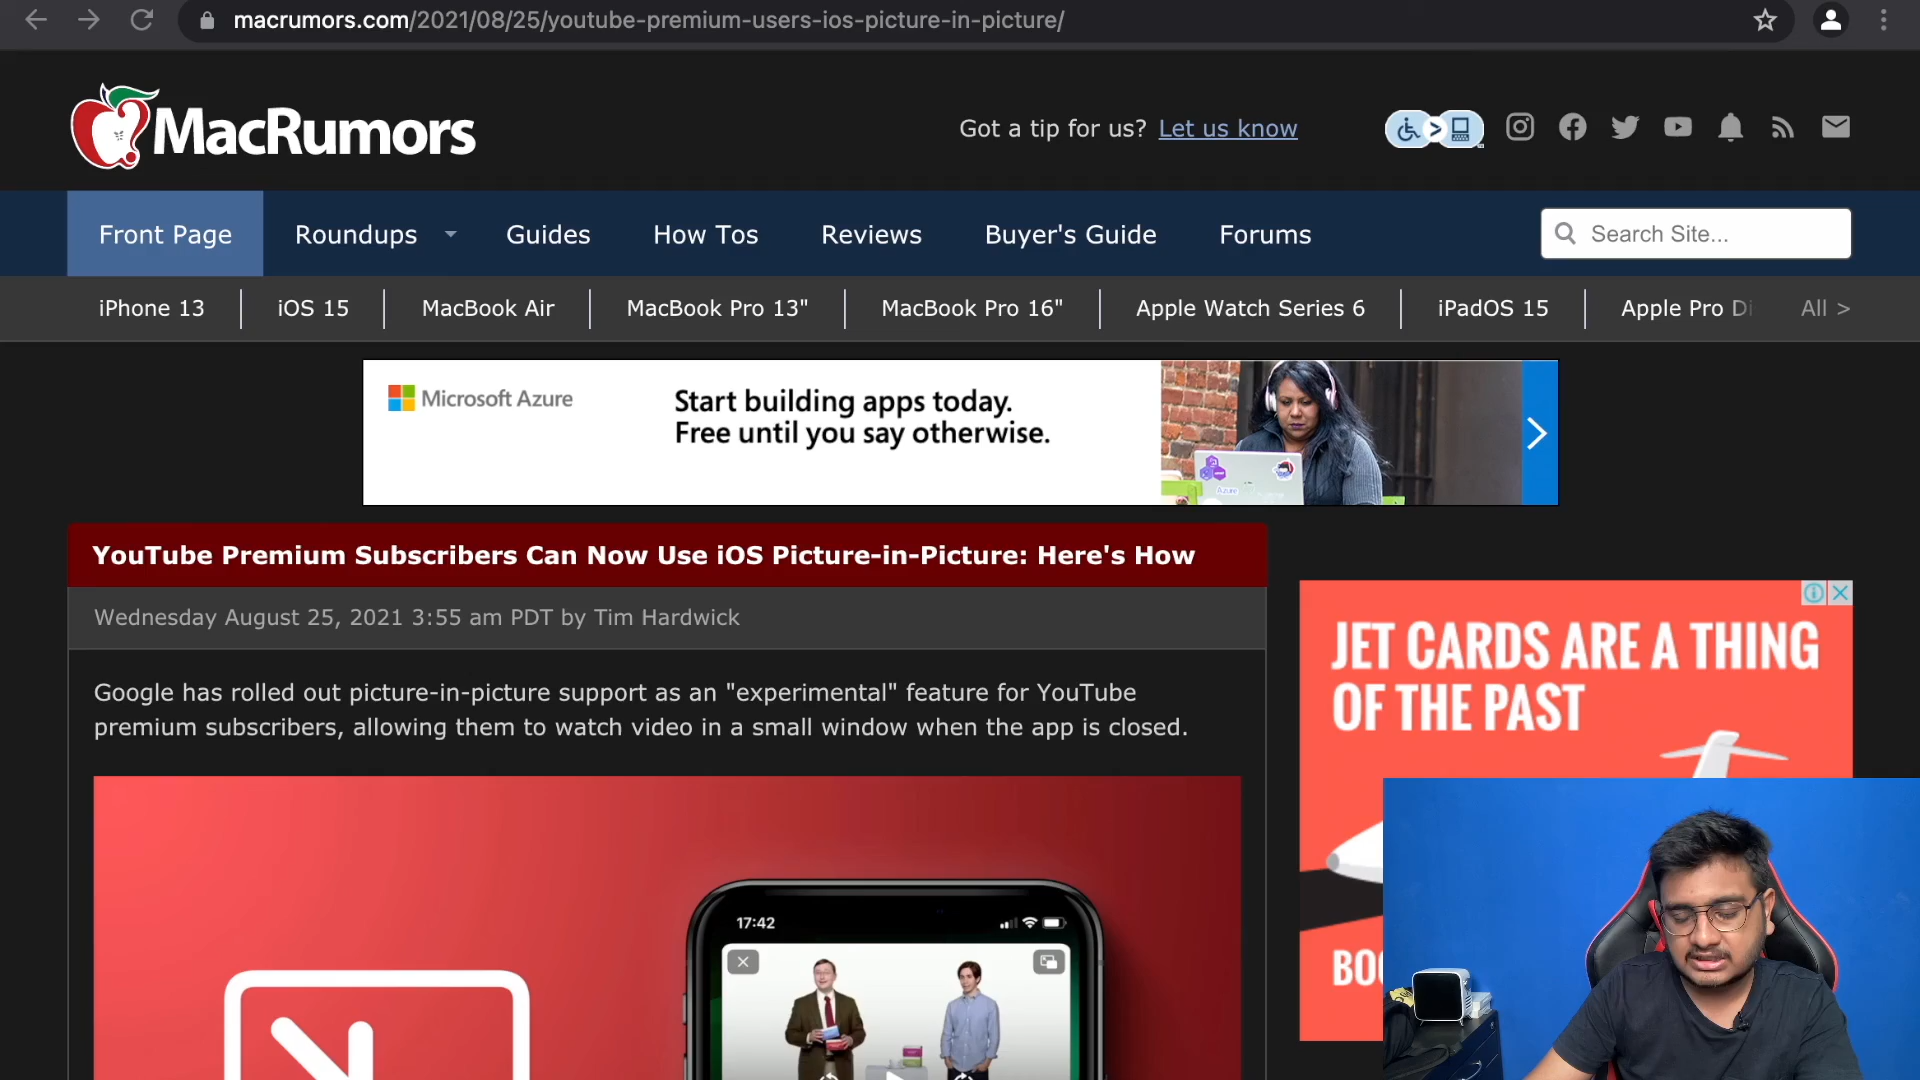 macrumors.com/2021/08/25/youtube-premium-users-ios-picture-in-picture/
MacRumors
Got a tip for us? Let us know
Front Page
Roundups
Guides
How Tos
Reviews
Buyer's Guide
Forums
Search Site...
iPhone 13
iOS 15
MacBook Air
MacBook Pro 13"
MacBook Pro 16"
Apple Watch Series 6
iPadOS 15
Apple Pro Di
All >
Microsoft Azure
Start building apps today.
Free until you say otherwise.
Azure
YouTube Premium Subscribers Can Now Use iOS Picture-in-Picture: Here's How
Wednesday August 25, 2021 3:55 am PDT by Tim Hardwick
Google has rolled out picture-in-picture support as an "experimental" feature for YouTube
premium subscribers, allowing them to watch video in a small window when the app is closed.
JET CARDS ARE A THING
OF THE PAST
BO
17:42